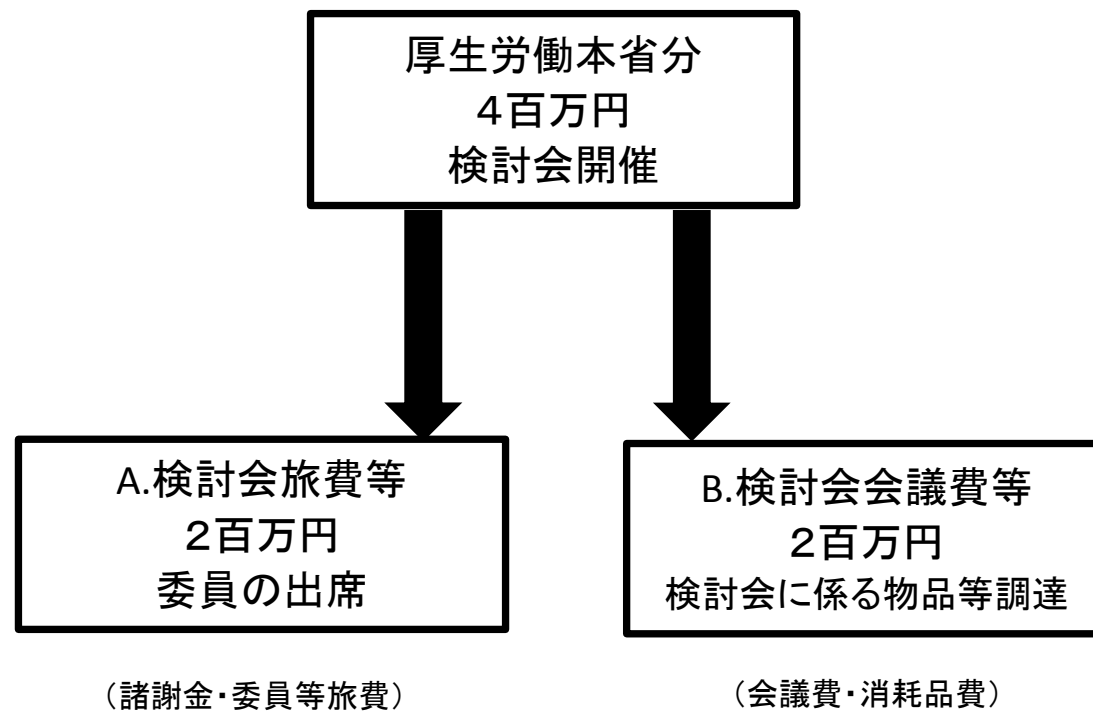 厚生労働本省分
４百万円
検討会開催
A.検討会旅費等
２百万円
委員の出席
（諸謝金・委員等旅費）
B.検討会会議費等
２百万円
検討会に係る物品等調達
（会議費・消耗品費）